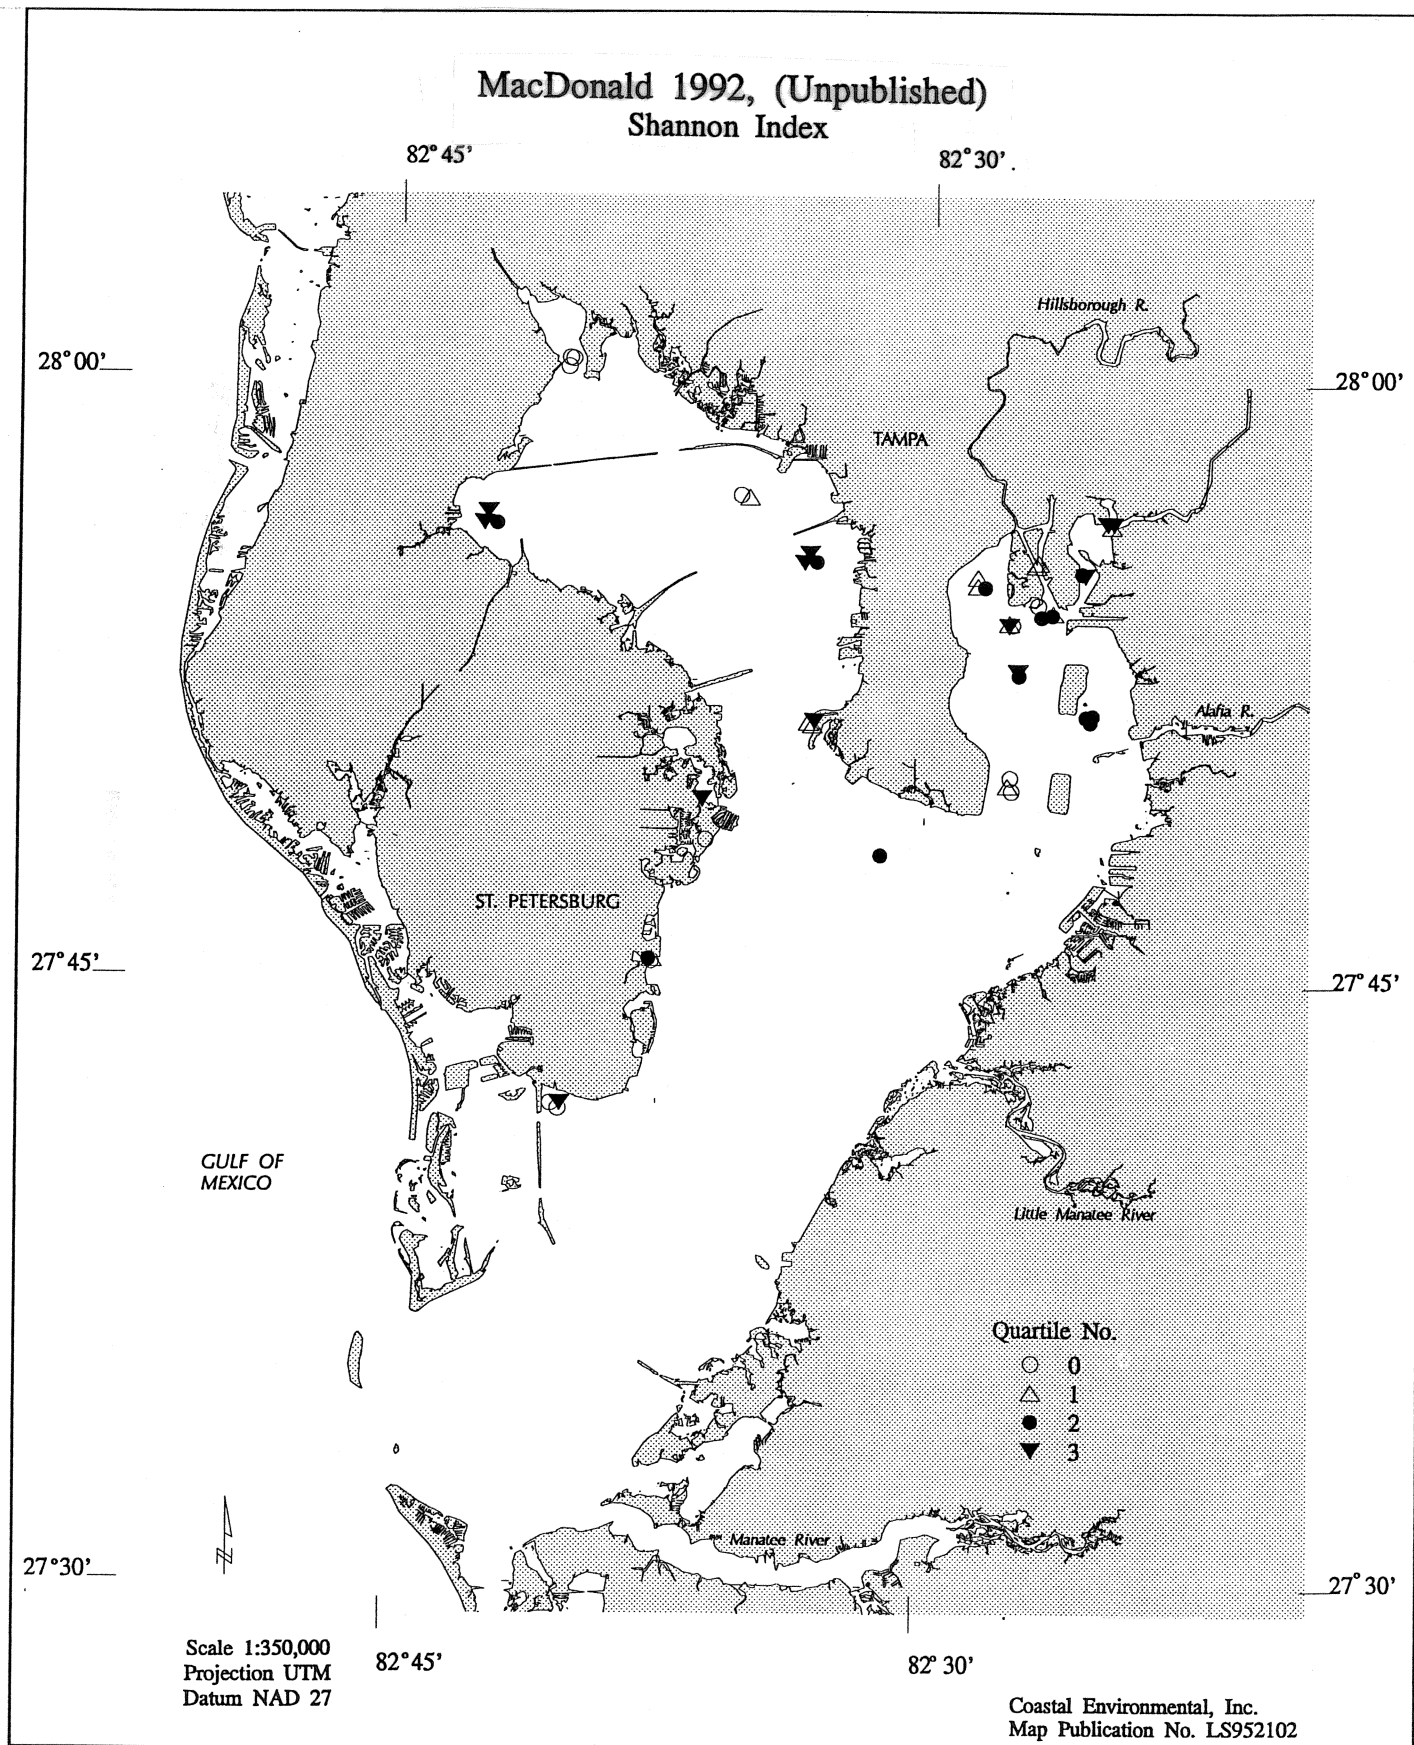 MacDonald 1992, (Unpublished)
Shannon Index
82°45'
82°30'
Hillsborough R.
28°00'
28°00'
TAMPA
Alafia R.
ST. PETERSBURG
27°45'
27°45'
GULF OF
MEXICO
Little Manatee River
Quartile No.
0
1
2
3
Manatee River
27°30'
27°30'
Scale 1:350,000
Projection UTM
Datum NAD 27
82°45'
82°30'
Coastal Environmental, Inc.
Map Publication No. LS952102